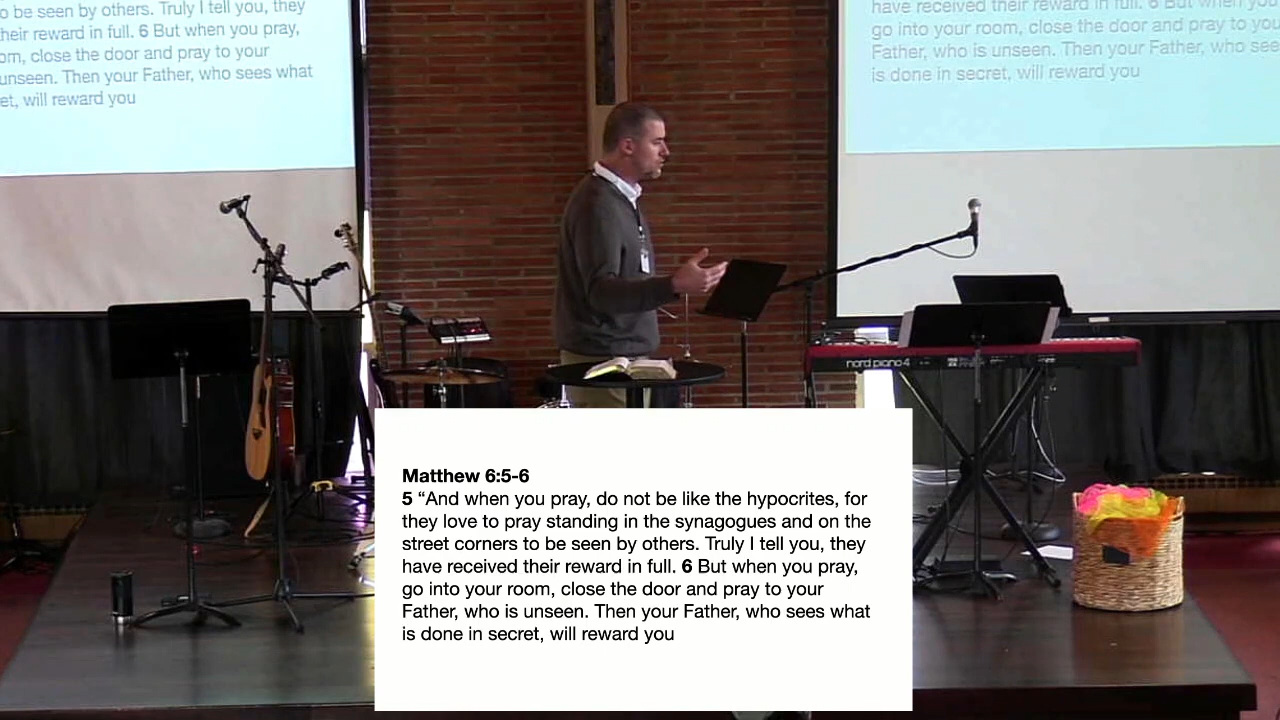 o be seen by others. Truly I tell you, they
heir reward in full. 6 But when you pray,
om, close the door and pray to your
unseen. Then your Father, who sees what
et, will reward you
have received their reward in full. 6 But when you
go into your room, close the door and pray to you
Father, who is unseen. Then your Father, who see
is done in secret, will reward you
nord piano 4
Matthew 6:5-6
5 “And when you pray, do not be like the hypocrites, for
they love to pray standing in the synagogues and on the
street corners to be seen by others. Truly I tell you, they
have received their reward in full. 6 But when you pray,
go into your room, close the door and pray to your
Father, who is unseen. Then your Father, who sees what
is done in secret, will reward you